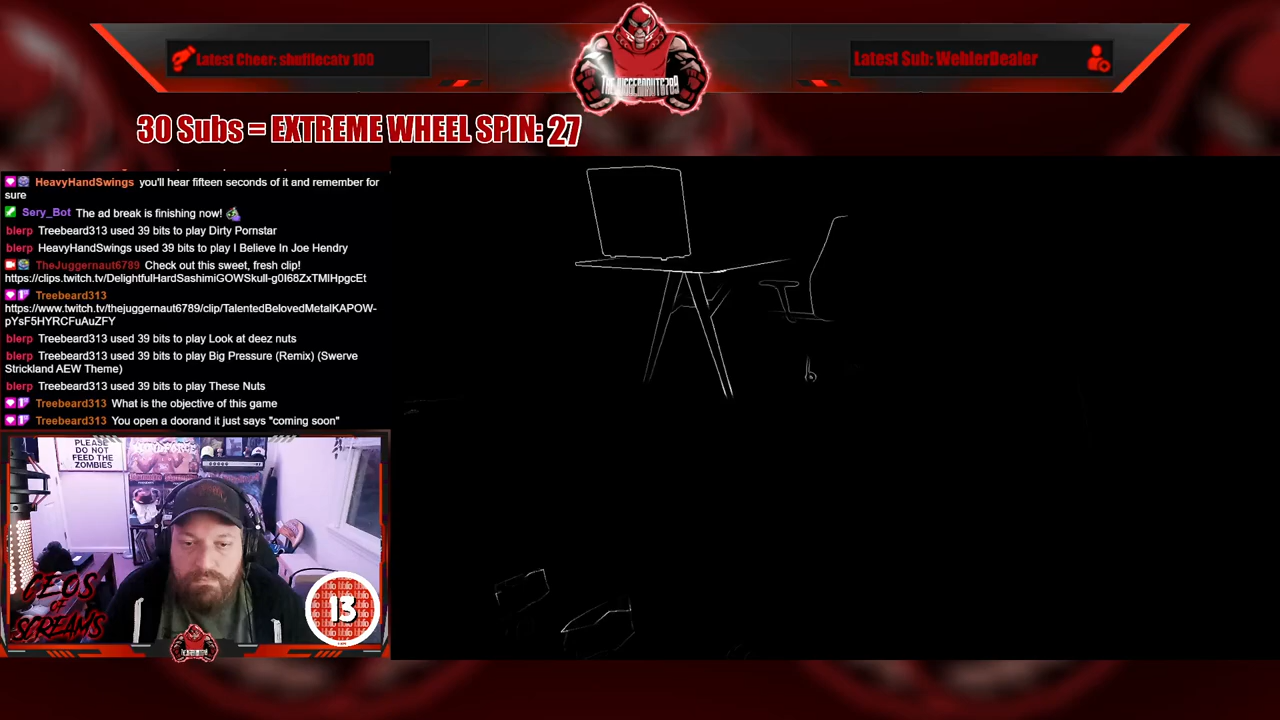 Latest Cheer: shufflecatv 100
THEJUGGERNAUT6789
Latest Sub: WehlerDealer
30 Subs = EXTREME WHEEL SPIN: 27
HeavyHandSwings you'll hear fifteen seconds of it and remember for
sure
Sery_Bot The ad break is finishing now!
blerp Treebeard313 used 39 bits to play Dirty Pornstar
blerp HeavyHandSwings used 39 bits to play I Believe In Joe Hendry
TheJuggernaut6789 Check out this sweet, fresh clip!
https://clips.twitch.tv/DelightfulHardSashimiGOWSkull-g0I68ZxTMIHpgcEt
Treebeard313
https://www.twitch.tv/thejuggernaut6789/clip/TalentedBelovedMetalKAPOW-
pYsF5HYRCFuAuZFY
blerp Treebeard313 used 39 bits to play Look at deez nuts
blerp Treebeard313 used 39 bits to play Big Pressure (Remix) (Swerve
Strickland AEW Theme)
blerp Treebeard313 used 39 bits to play These Nuts
Treebeard313 What is the objective of this game
Treebeard313 You open a doorand it just says "coming soon"
PLEASE
DO NOT
FEED THE
ZOMBIES
GEOS
OF
SCREAMS
13